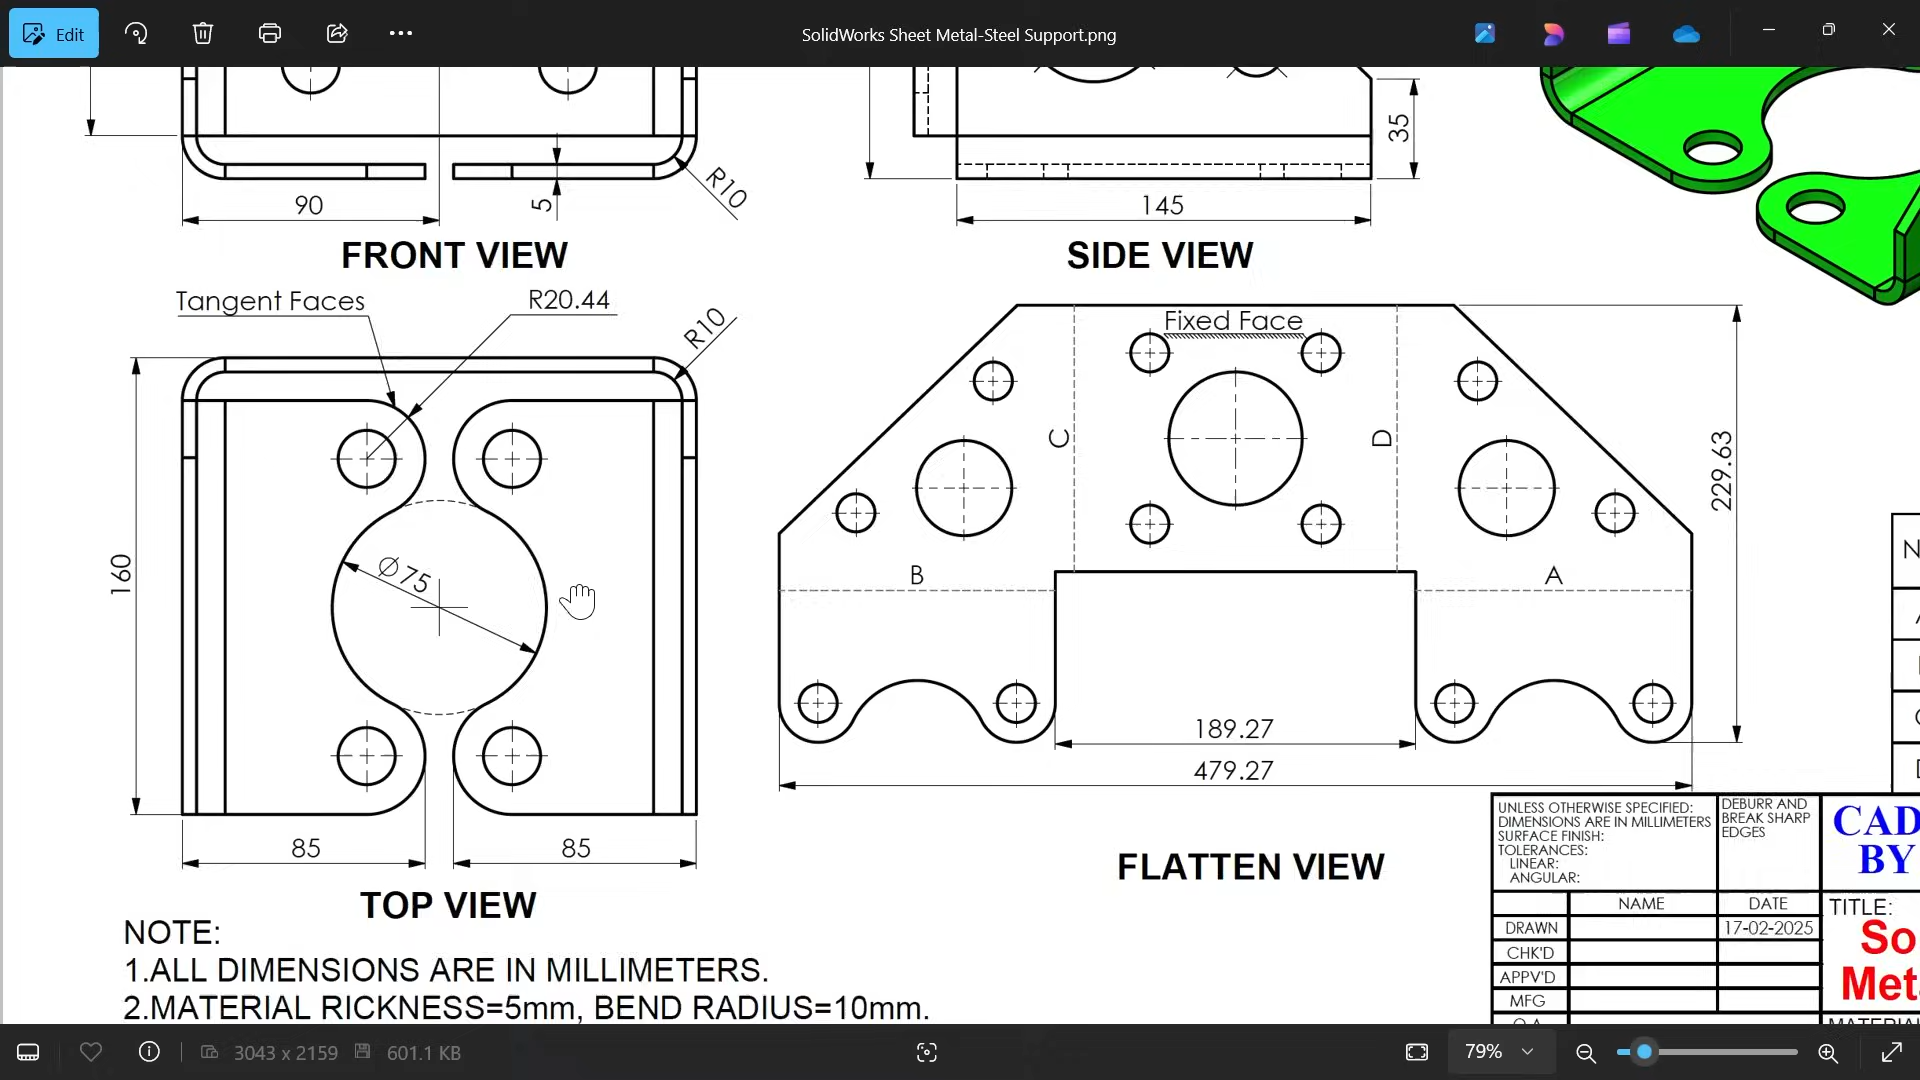 Edit
SolidWorks Sheet Metal-Steel Support.png
35
R10
90
5
145
FRONT VIEW
SIDE VIEW
Tangent Faces
R20.44
R10
Fixed Face
C
D
229.63
160
Ø75
B
A
189.27
479.27
85
85
FLATTEN VIEW
TOP VIEW
NOTE:
1.ALL DIMENSIONS ARE IN MILLIMETERS.
2.MATERIAL RICKNESS=5mm, BEND RADIUS=10mm.
UNLESS OTHERWISE SPECIFIED:
DIMENSIONS ARE IN MILLIMETERS
SURFACE FINISH:
TOLERANCES:
LINEAR:
ANGULAR:
DEBURR AND
BREAK SHARP
EDGES
CAD
BY
NAME
DATE
TITLE:
DRAWN
17-02-2025
So
CHK'D
APPV'D
Meta
MFG
3043 x 2159
601.1 KB
79%